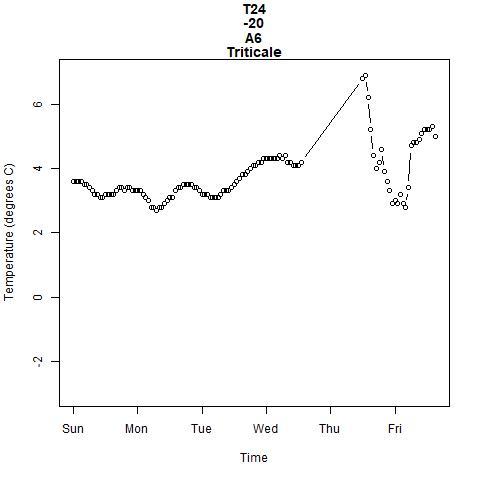 T24
-20
A6
Triticale
Temperature (degrees C)
6
4
2
0
-2
Sun Mon Tue Wed Thu Fri
Time